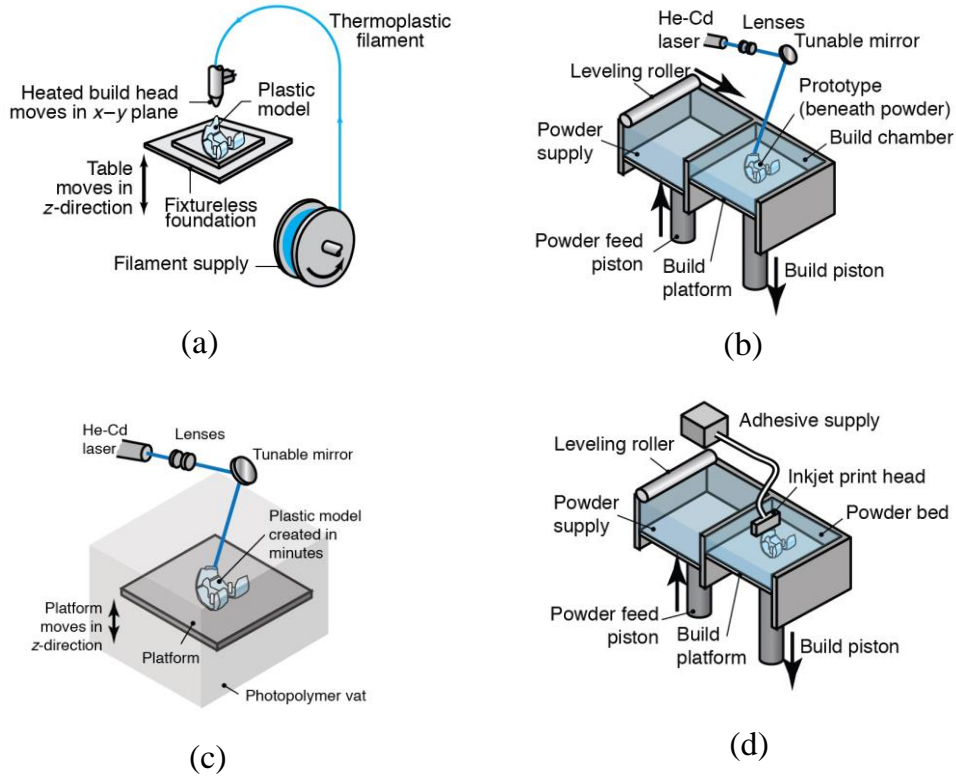 Thermoplastic
filament
Heated build head
moves in x–y plane
Plastic
model
Table
moves in
z-direction
Fixtureless
foundation
Filament supply
(a)
He-Cd
laser
Lenses
Tunable mirror
Leveling roller
Prototype
(beneath powder)
Powder
supply
Build chamber
Powder feed
piston
Build
platform
Build piston
(b)
He-Cd
laser
Lenses
Tunable mirror
Plastic model
created in
minutes
Platform
moves in
z-direction
Platform
Photopolymer vat
(c)
Adhesive supply
Leveling roller
Inkjet print head
Powder
supply
Powder bed
Powder feed
piston
Build
platform
Build piston
(d)